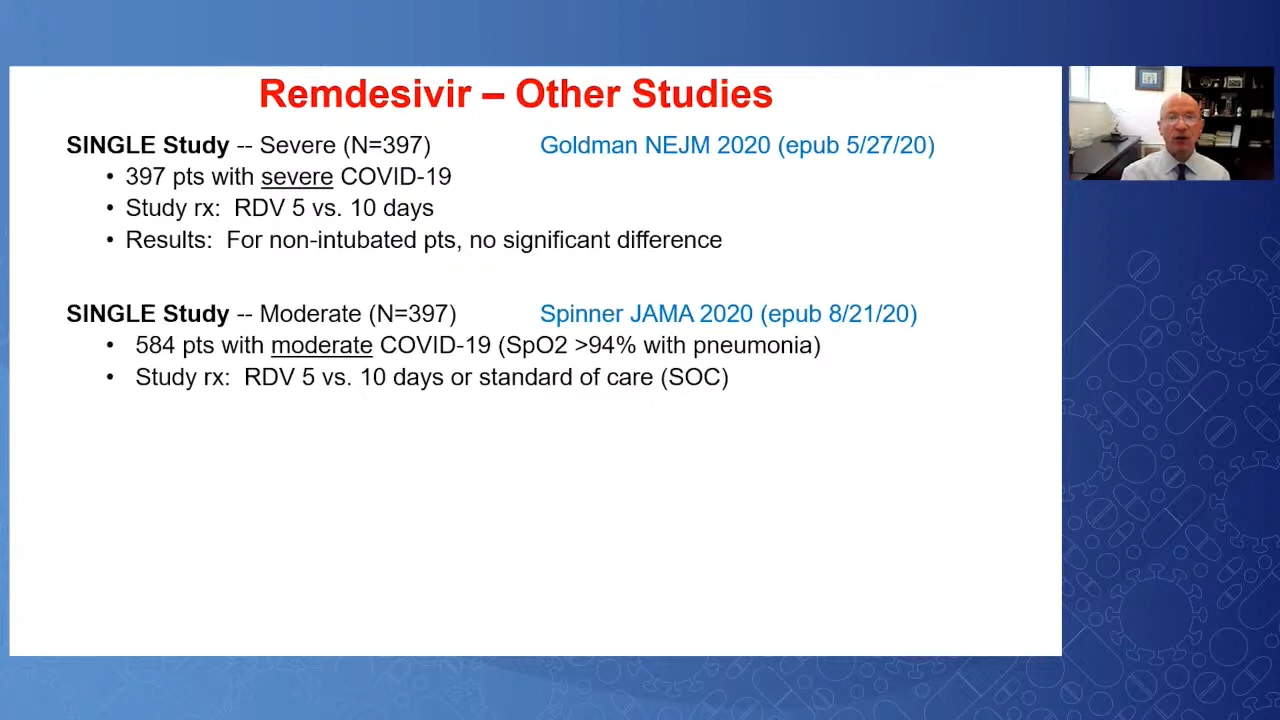 Remdesivir – Other Studies
SINGLE Study -- Severe (N=397) Goldman NEJM 2020 (epub 5/27/20)
• 397 pts with severe COVID-19
• Study rx: RDV 5 vs. 10 days
• Results: For non-intubated pts, no significant difference
SINGLE Study -- Moderate (N=397) Spinner JAMA 2020 (epub 8/21/20)
• 584 pts with moderate COVID-19 (SpO2 >94% with pneumonia)
• Study rx: RDV 5 vs. 10 days or standard of care (SOC)